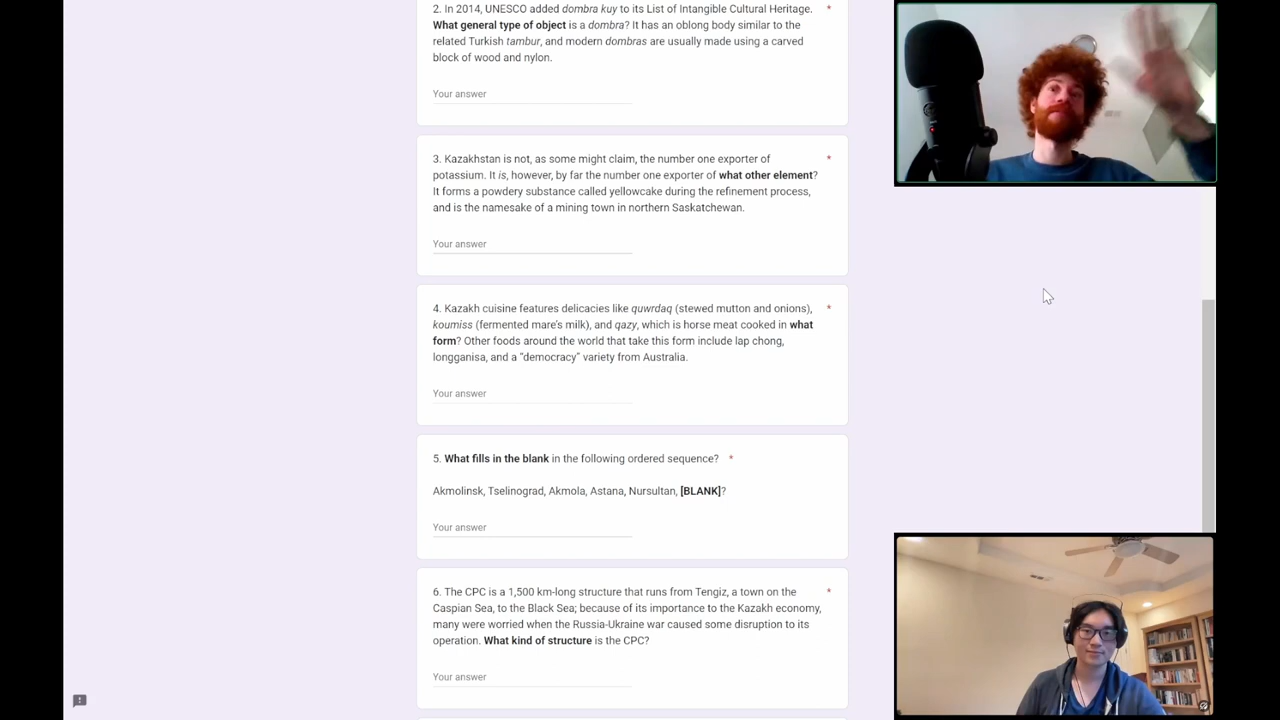 2. In 2014, UNESCO added dombra kuy to its List of Intangible Cultural Heritage. *
What general type of object is a dombra? It has an oblong body similar to the
related Turkish tambur, and modern dombras are usually made using a carved
block of wood and nylon.
Your answer
3. Kazakhstan is not, as some might claim, the number one exporter of *
potassium. It is, however, by far the number one exporter of what other element?
It forms a powdery substance called yellowcake during the refinement process,
and is the namesake of a mining town in northern Saskatchewan.
Your answer
4. Kazakh cuisine features delicacies like quwrdaq (stewed mutton and onions), *
koumiss (fermented mare's milk), and qazy, which is horse meat cooked in what
form? Other foods around the world that take this form include lap chong,
longganisa, and a "democracy" variety from Australia.
Your answer
5. What fills in the blank in the following ordered sequence? *
Akmolinsk, Tselinograd, Akmola, Astana, Nursultan, [BLANK]?
Your answer
6. The CPC is a 1,500 km-long structure that runs from Tengiz, a town on the *
Caspian Sea, to the Black Sea; because of its importance to the Kazakh economy,
many were worried when the Russia-Ukraine war caused some disruption to its
operation. What kind of structure is the CPC?
Your answer